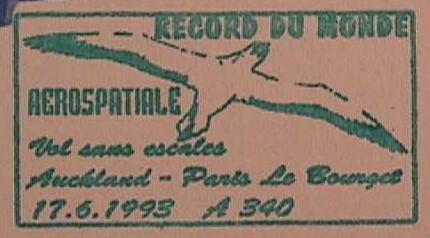 RECORD DU MONDE
AEROSPATIALE
Vol sans escales
Auckland - Paris Le Bourget
17.6.1993 A 340